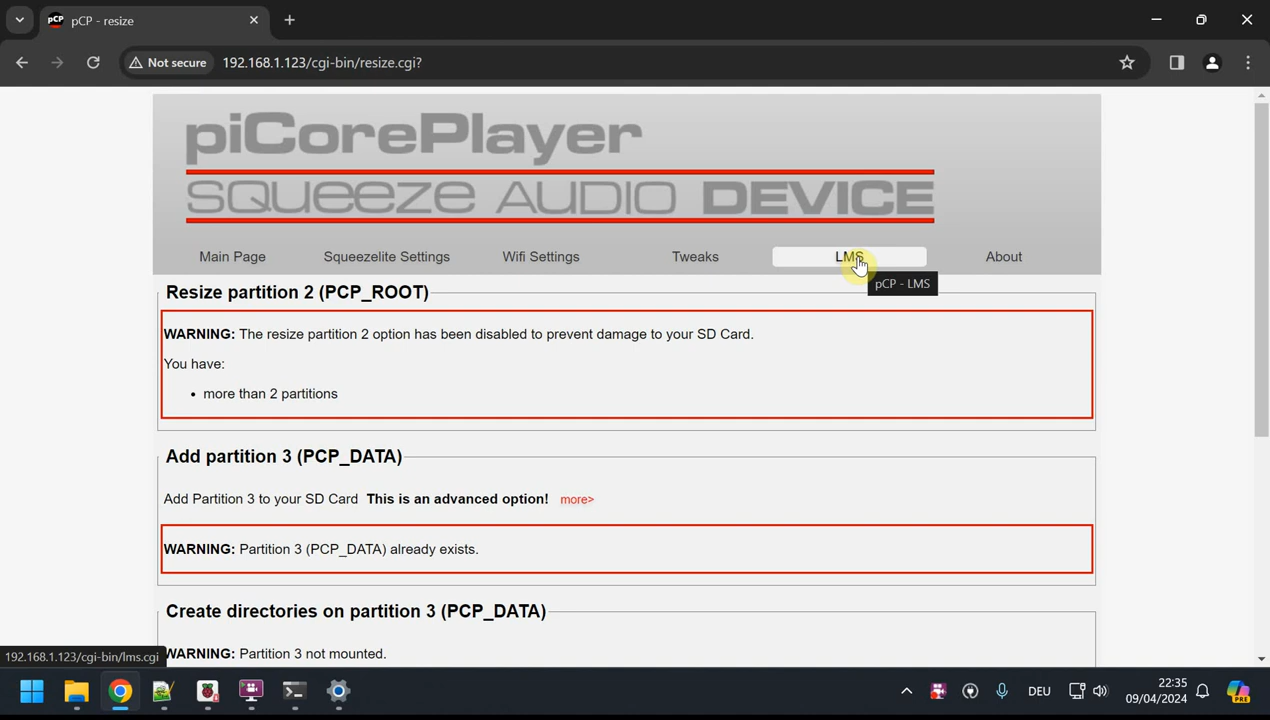 pCP - resize
Not secure
192.168.1.123/cgi-bin/resize.cgi?
piCorePlayer
SQUEEZE AUDIO DEVICE
Main Page
Squeezelite Settings
Wifi Settings
Tweaks
LMS
About
pCP - LMS
Resize partition 2 (PCP_ROOT)
WARNING: The resize partition 2 option has been disabled to prevent damage to your SD Card.
You have:
• more than 2 partitions
Add partition 3 (PCP_DATA)
Add Partition 3 to your SD Card This is an advanced option! more>
WARNING: Partition 3 (PCP_DATA) already exists.
Create directories on partition 3 (PCP_DATA)
WARNING: Partition 3 not mounted.
192.168.1.123/cgi-bin/lms.cgi
DEU
22:35
09/04/2024
PRE